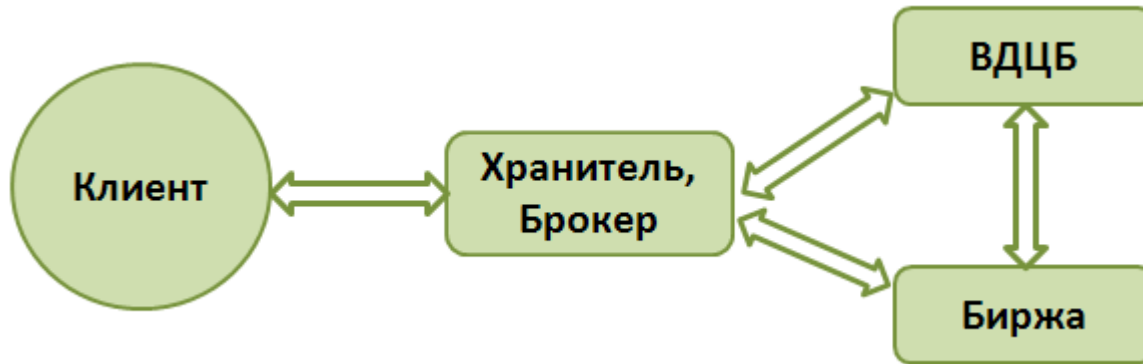 Клиент
Хранитель,
Брокер
ВДЦБ
Биржа